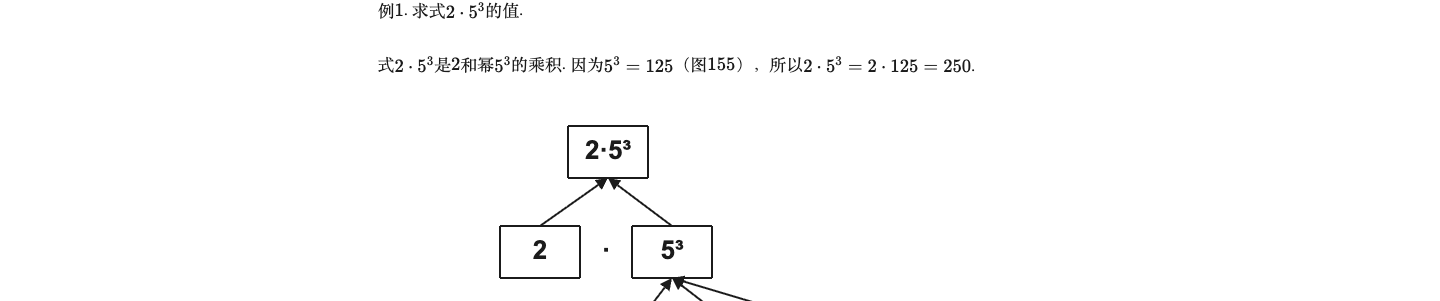 例1. 求式2 · 5³的值.
式2 · 5³是2和幂5³的乘积. 因为5³ = 125（图155）, 所以2 · 5³ = 2 · 125 = 250.
2·5³
2 · 5³